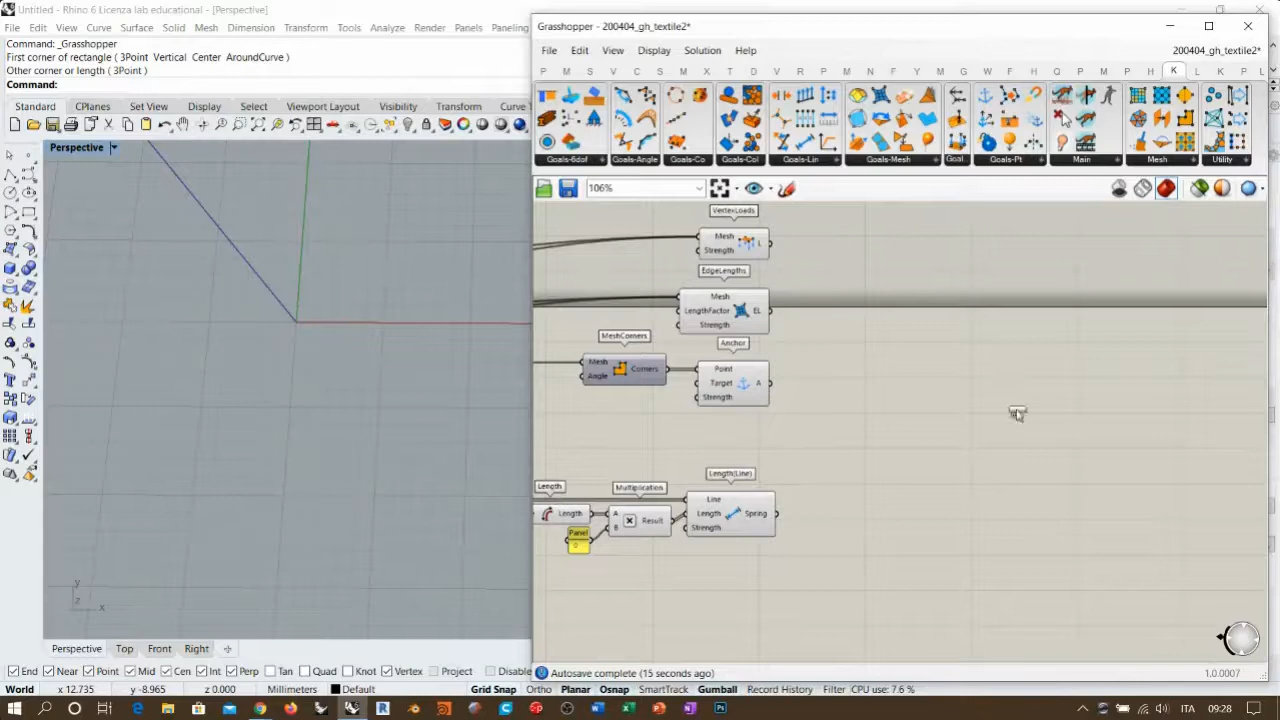 Untitled - Rhino 6 Licenza lab educational - [Perspective]
File Edit View Curve Surface Solid Mesh Dimension Transform Tools Analyze Render Panels Paneling
Command: _Grasshopper
First corner of rectangle ( 3Point Vertical Center AroundCurve )
Other corner or length ( 3Point )
Command:
Standard CPlanes Set View Display Select Viewport Layout Visibility Transform Curve T
Perspective
Grasshopper - 200404_gh_textile2*
File Edit View Display Solution Help 200404_gh_textile2*
P M S V C S M X D T D V R P M N M G W F H Q P M P H L K P L
K
Goals-6dof Goals-Angle Goals-Co Goals-Col Goals-Lin Goals-Mesh Goal Goals-Pt Main Mesh Utility
106%
VertexLoads
Mesh
Strength
L
EdgeLengths
Mesh
LengthFactor
Strength
EL
MeshCorners
Mesh
Angle
Corners
Anchor
Point
Target
Strength
A
Length
Length
Multiplication
A
B
Result
Panel
0
Length(Line)
Line
Length
Strength
Spring
y
z x
Perspective Top Front Right
End Near Point Mid Cen Int Perp Tan Quad Knot Vertex Project Disable
Autosave complete (15 seconds ago) 1.0.0007
World x 12.735 y -8.965 z 0.000 Millimeters Default Grid Snap Ortho Planar Osnap SmartTrack Gumball Record History Filter CPU use: 7.6 %
ITA 09:28